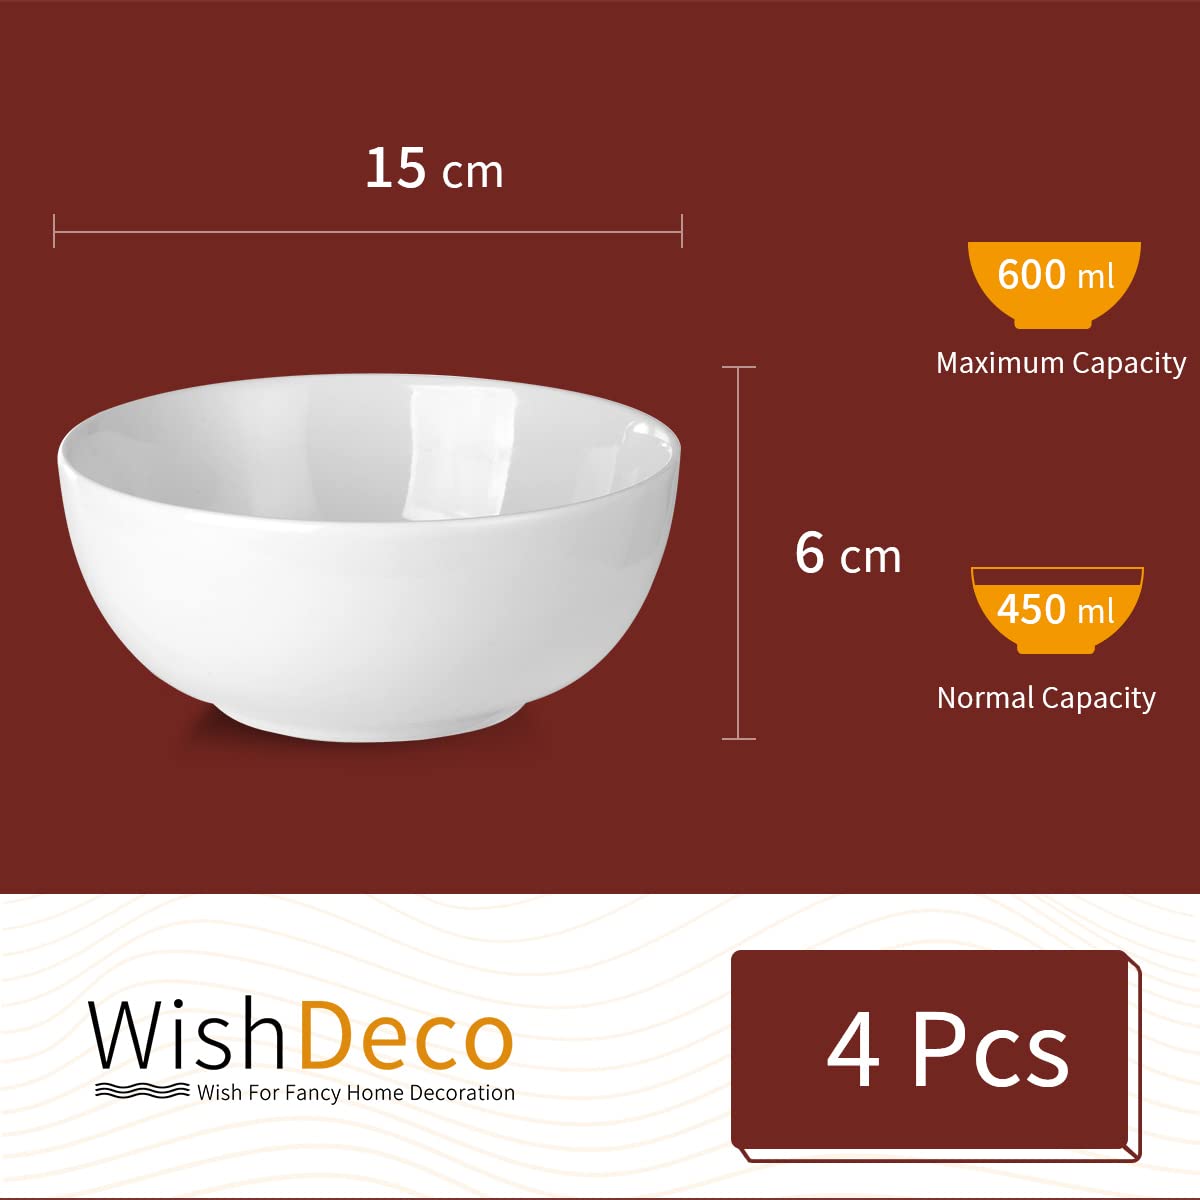 15 cm
600 ml
Maximum Capacity
6 cm
450 ml
Normal Capacity
WishDeco
Wish For Fancy Home Decoration
4 Pcs